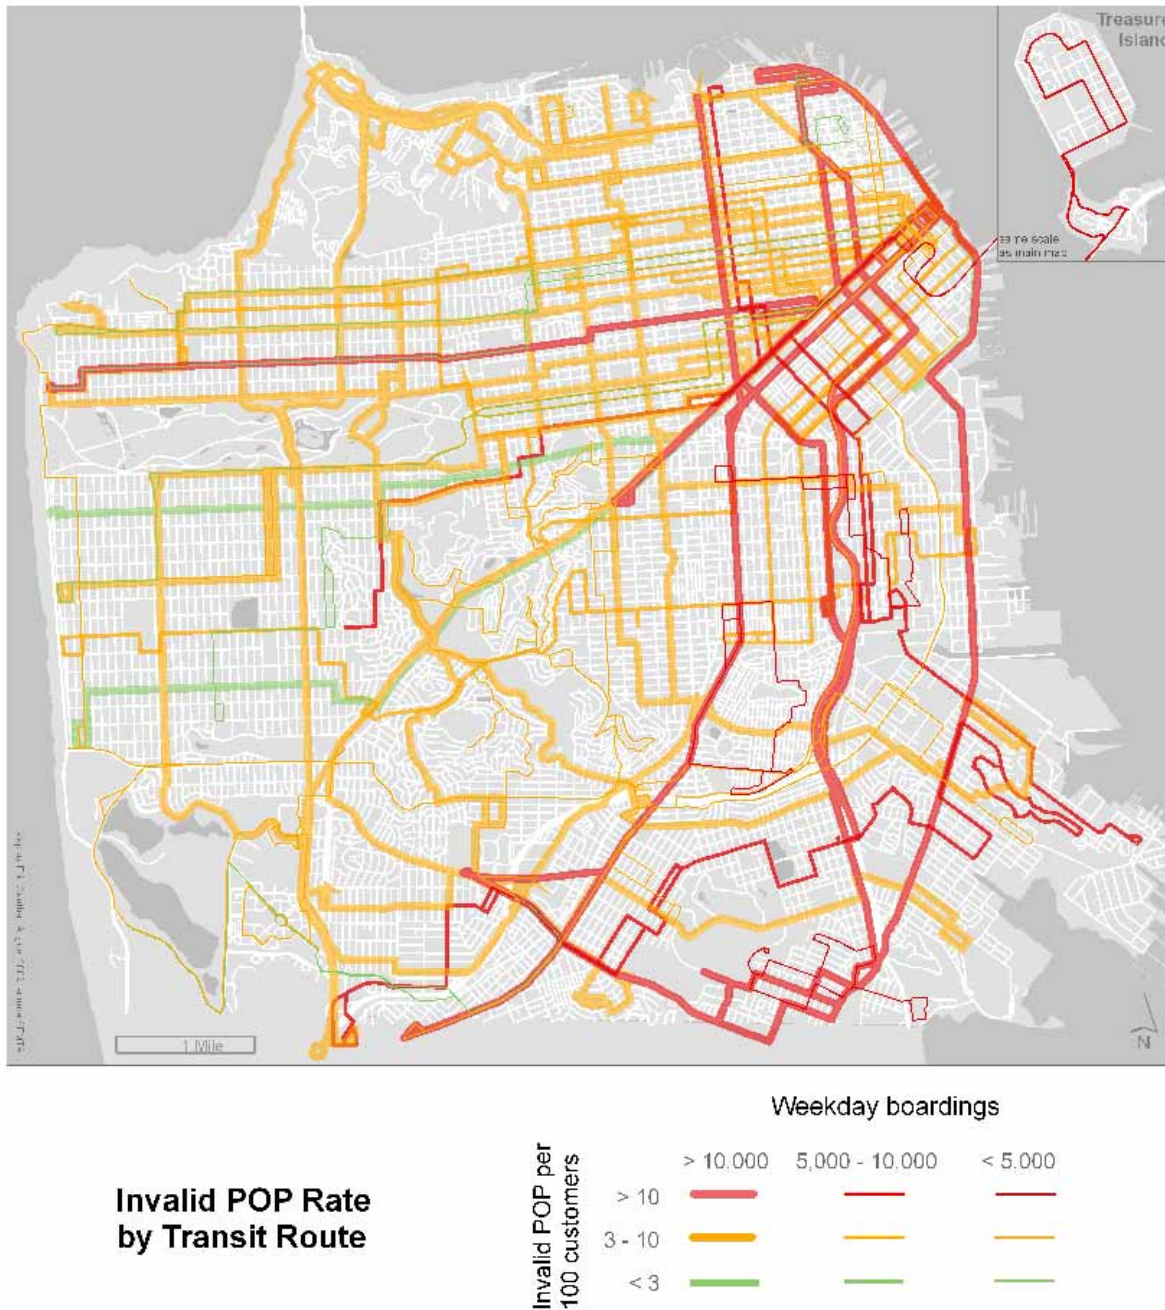 Treasure
Island
same scale
as main map
1 Mile
N
Weekday boardings
> 10,000 5,000 - 10,000 < 5,000
Invalid POP Rate
by Transit Route
Invalid POP per
100 customers
> 10
3 - 10
< 3